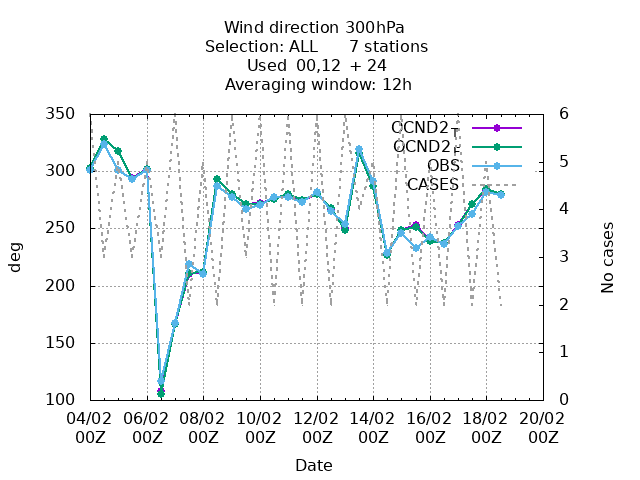 Wind direction 300hPa
Selection: ALL 7 stations
Used 00,12 + 24
Averaging window: 12h
350
300
250
200
150
100
deg
6
5
4
3
2
1
0
No cases
CCND2T
CCND2r
OBS
CASES
04/02 06/02 08/02 10/02 12/02 14/02 16/02 18/02 20/02
00Z 00Z 00Z 00Z 00Z 00Z 00Z 00Z 00Z
Date